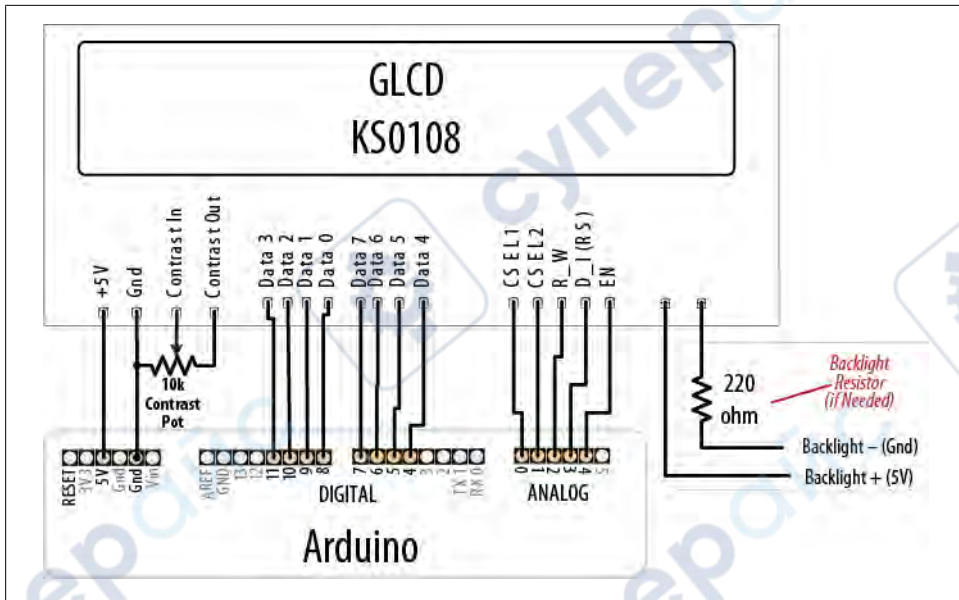 GLCD
KS0108
+5V
Gnd
Contrast In
Contrast Out
Data 3
Data 2
Data 1
Data 0
Data 7
Data 6
Data 5
Data 4
CSEL1
CSEL2
R_W
D_I (RS)
EN
10k
Contrast
Pot
220
ohm
Backlight
Resistor
(if Needed)
Backlight – (Gnd)
Backlight + (5V)
RESET
3V3
5V
Gnd
Gnd
Vin
AREF
GND
13
12
11
10
9
8
7
6
5
4
3
2
TX 1
RX 0
0
1
2
3
4
5
DIGITAL
ANALOG
Arduino